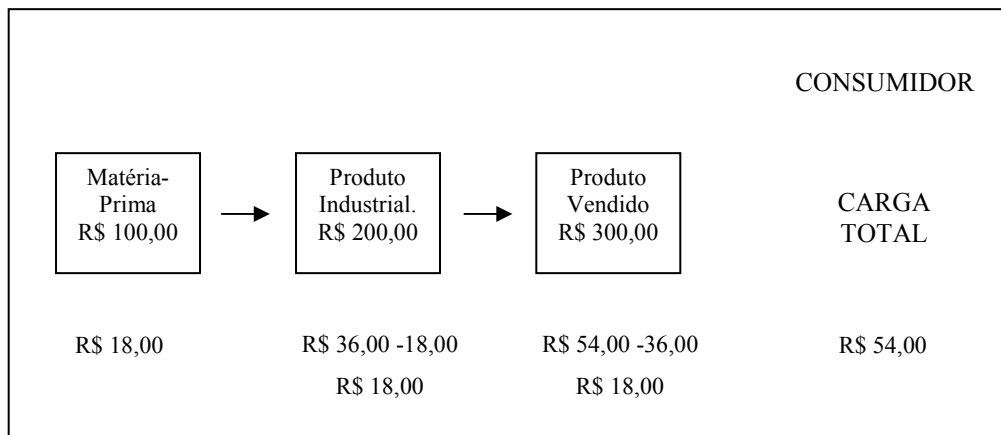 CONSUMIDOR
Matéria-
Prima
R$ 100,00
Produto
Industrial.
R$ 200,00
Produto
Vendido
R$ 300,00
CARGA
TOTAL
R$ 18,00
R$ 36,00 -18,00
R$ 54,00 -36,00
R$ 54,00
R$ 18,00
R$ 18,00